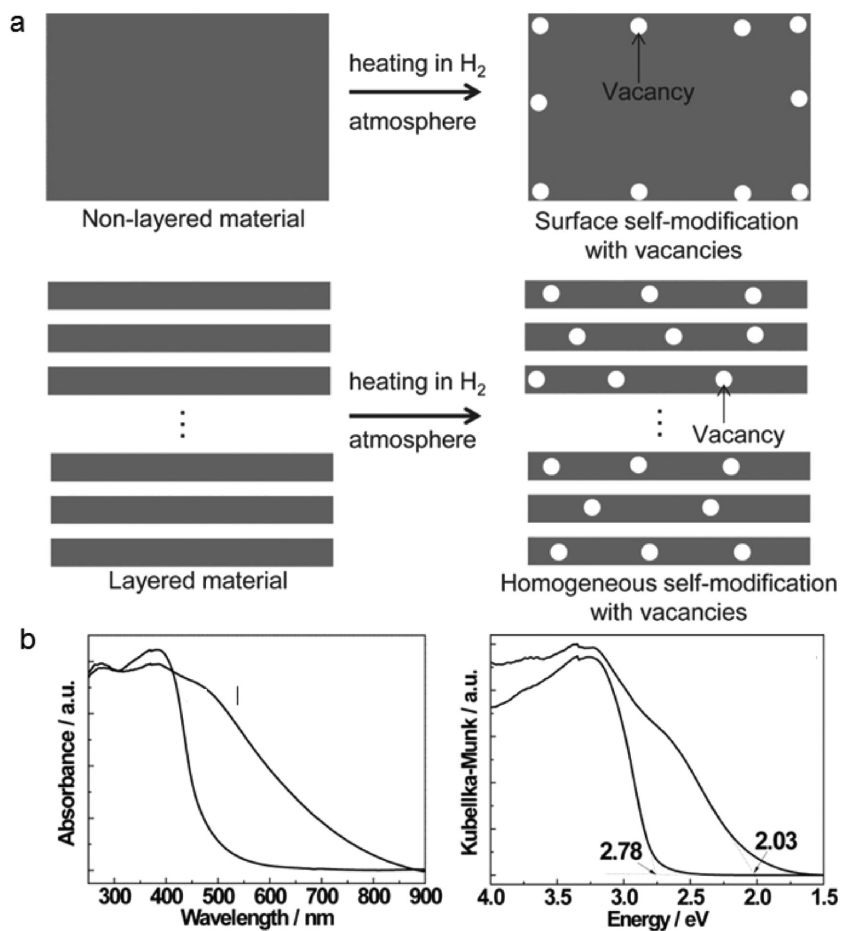 a
heating in H2
atmosphere
Vacancy
Non-layered material
Surface self-modification
with vacancies
heating in H2
atmosphere
Vacancy
Layered material
Homogeneous self-modification
with vacancies
b
Absorbance / a.u.
300 400 500 600 700 800 900
Wavelength / nm
Kubellka-Munk / a.u.
2.78
2.03
4.0 3.5 3.0 2.5 2.0 1.5
Energy / eV